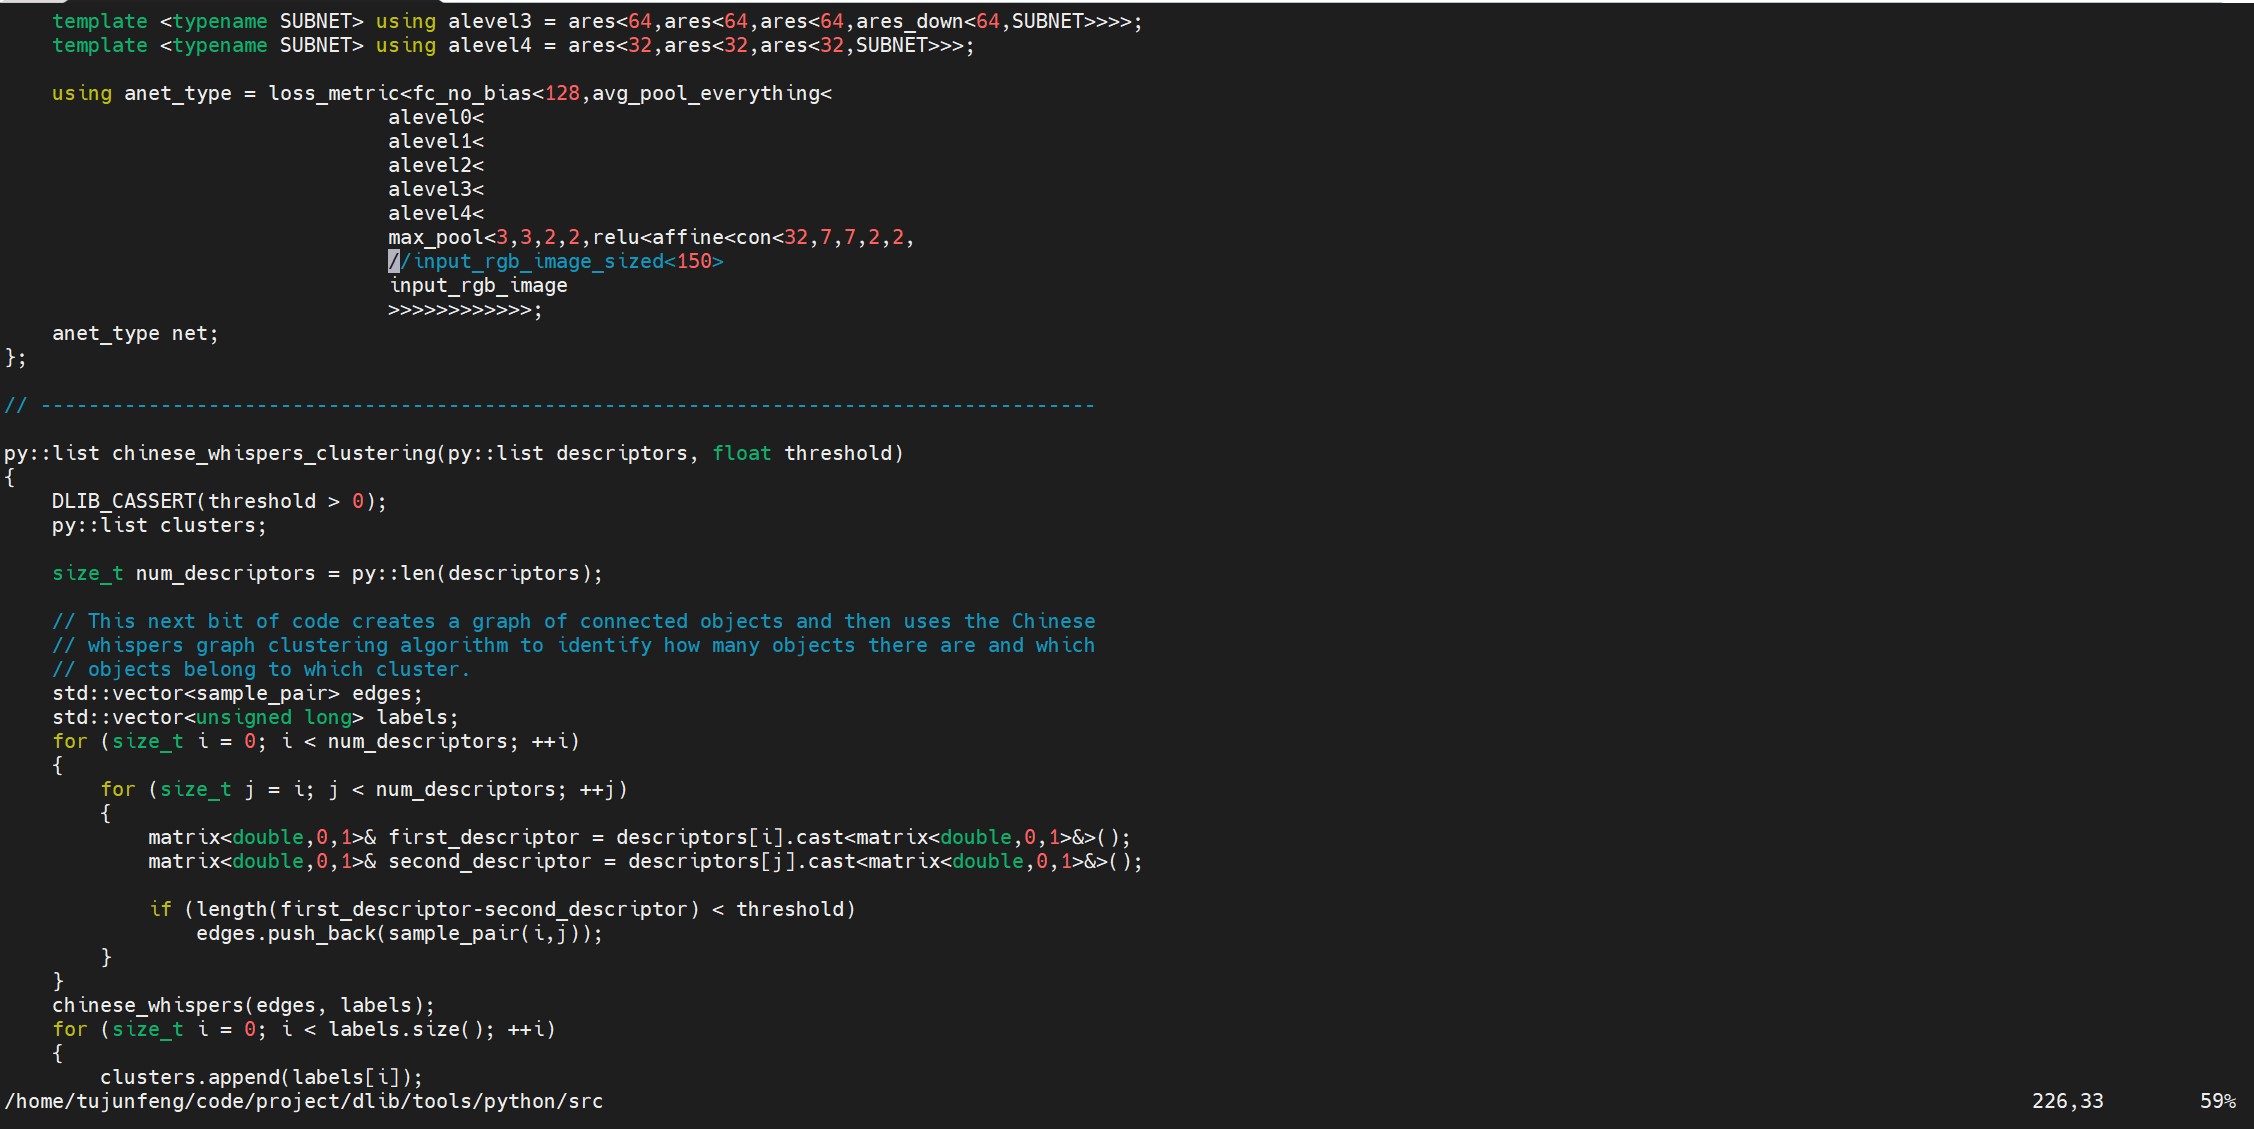 template <typename SUBNET> using alevel3 = ares<64,ares<64,ares<64,ares_down<64,SUBNET>>>>;
template <typename SUBNET> using alevel4 = ares<32,ares<32,ares<32,SUBNET>>>;
using anet_type = loss_metric<fc_no_bias<128,avg_pool_everything<
alevel0<
alevel1<
alevel2<
alevel3<
alevel4<
max_pool<3,3,2,2,relu<affine<con<32,7,7,2,2,
//input_rgb_image_sized<150>
input_rgb_image
>>>>>>>>>>>>;
anet_type net;
};
// ----------------------------------------------------------------------------------------
py::list chinese_whispers_clustering(py::list descriptors, float threshold)
{
DLIB_CASSERT(threshold > 0);
py::list clusters;
size_t num_descriptors = py::len(descriptors);
// This next bit of code creates a graph of connected objects and then uses the Chinese
// whispers graph clustering algorithm to identify how many objects there are and which
// objects belong to which cluster.
std::vector<sample_pair> edges;
std::vector<unsigned long> labels;
for (size_t i = 0; i < num_descriptors; ++i)
{
for (size_t j = i; j < num_descriptors; ++j)
{
matrix<double,0,1>& first_descriptor = descriptors[i].cast<matrix<double,0,1>&>();
matrix<double,0,1>& second_descriptor = descriptors[j].cast<matrix<double,0,1>&>();
if (length(first_descriptor-second_descriptor) < threshold)
edges.push_back(sample_pair(i,j));
}
}
chinese_whispers(edges, labels);
for (size_t i = 0; i < labels.size(); ++i)
{
clusters.append(labels[i]);
/home/tujunfeng/code/project/dlib/tools/python/src 226,33 59%